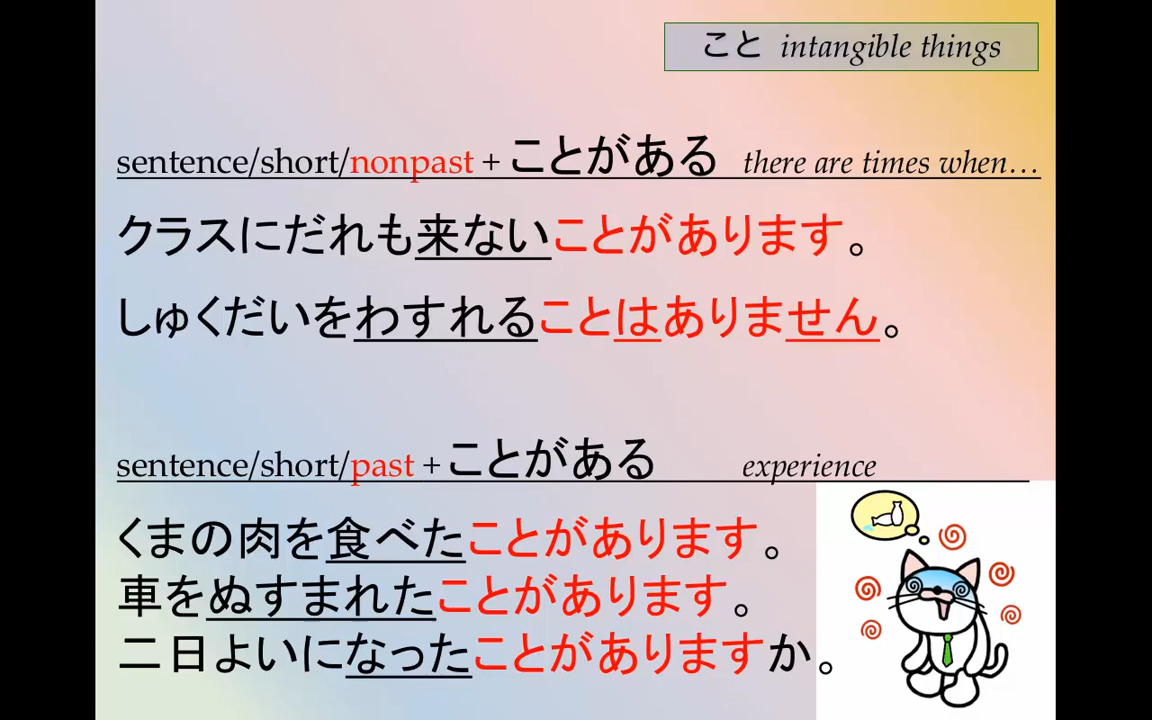 こと intangible things
sentence/short/nonpast + ことがある there are times when…
クラスにだれも来ないことがあります。
しゅくだいをわすれることはありません。
sentence/short/past + ことがある experience
くまの肉を食べたことがあります。
車をぬすまれたことがあります。
二日よいになったことがありますか。